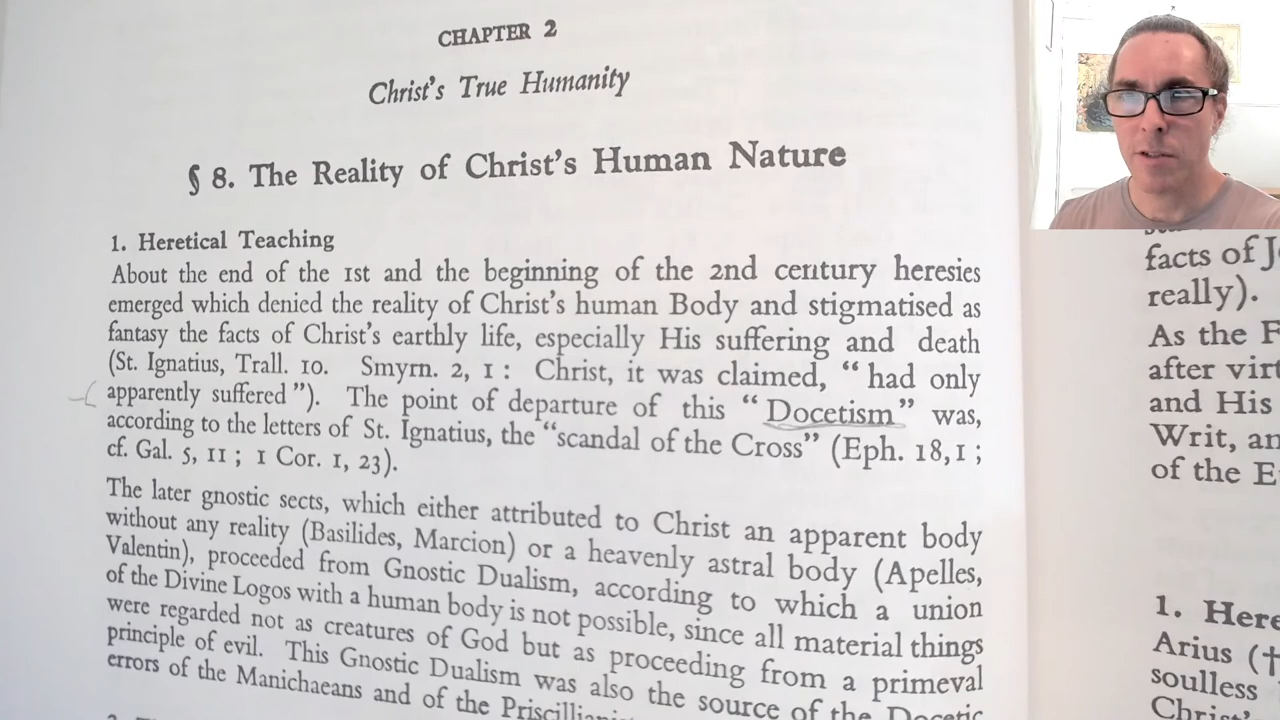 CHAPTER 2
Christ's True Humanity
§ 8. The Reality of Christ's Human Nature
1. Heretical Teaching
About the end of the 1st and the beginning of the 2nd century heresies
emerged which denied the reality of Christ's human Body and stigmatised as
fantasy the facts of Christ's earthly life, especially His suffering and death
(St. Ignatius, Trall. 10. Smyrn. 2, 1 : Christ, it was claimed, " had only
apparently suffered "). The point of departure of this " Docetism " was,
according to the letters of St. Ignatius, the "scandal of the Cross" (Eph. 18,1 ;
cf. Gal. 5, 11 ; 1 Cor. 1, 23).
The later gnostic sects, which either attributed to Christ an apparent body
without any reality (Basilides, Marcion) or a heavenly astral body (Apelles,
Valentin), proceeded from Gnostic Dualism, according to which a union
of the Divine Logos with a human body is not possible, since all material things
were regarded not as creatures of God but as proceeding from a primeval
principle of evil. This Gnostic Dualism was also the source of the Docetic
errors of the Manichaeans and of the
facts of
really).
As the
after
and His
Writ,
of the
1.
Arius (†
soulless
Christ's